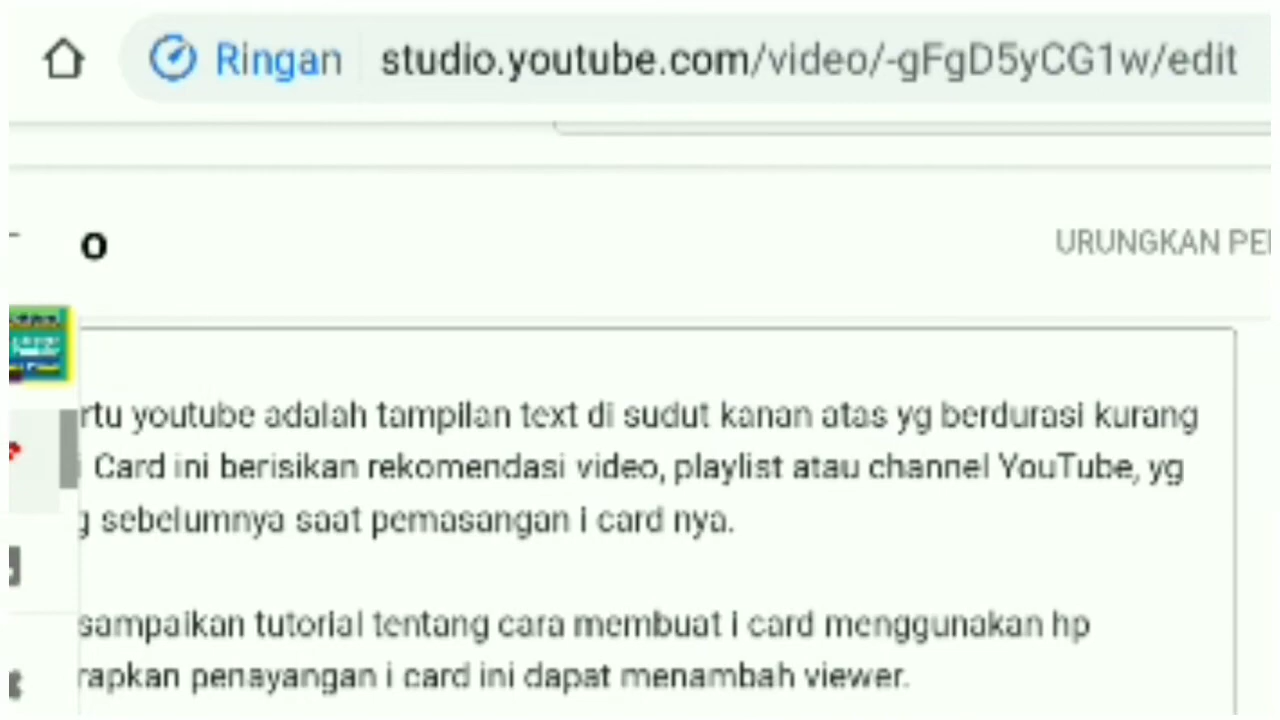 Ringan studio.youtube.com/video/-gFgD5yCG1w/edit
o
URUNGKAN PE
rtu youtube adalah tampilan text di sudut kanan atas yg berdurasi kurang
i Card ini berisikan rekomendasi video, playlist atau channel YouTube, yg
g sebelumnya saat pemasangan i card nya.
sampaikan tutorial tentang cara membuat i card menggunakan hp
rapkan penayangan i card ini dapat menambah viewer.